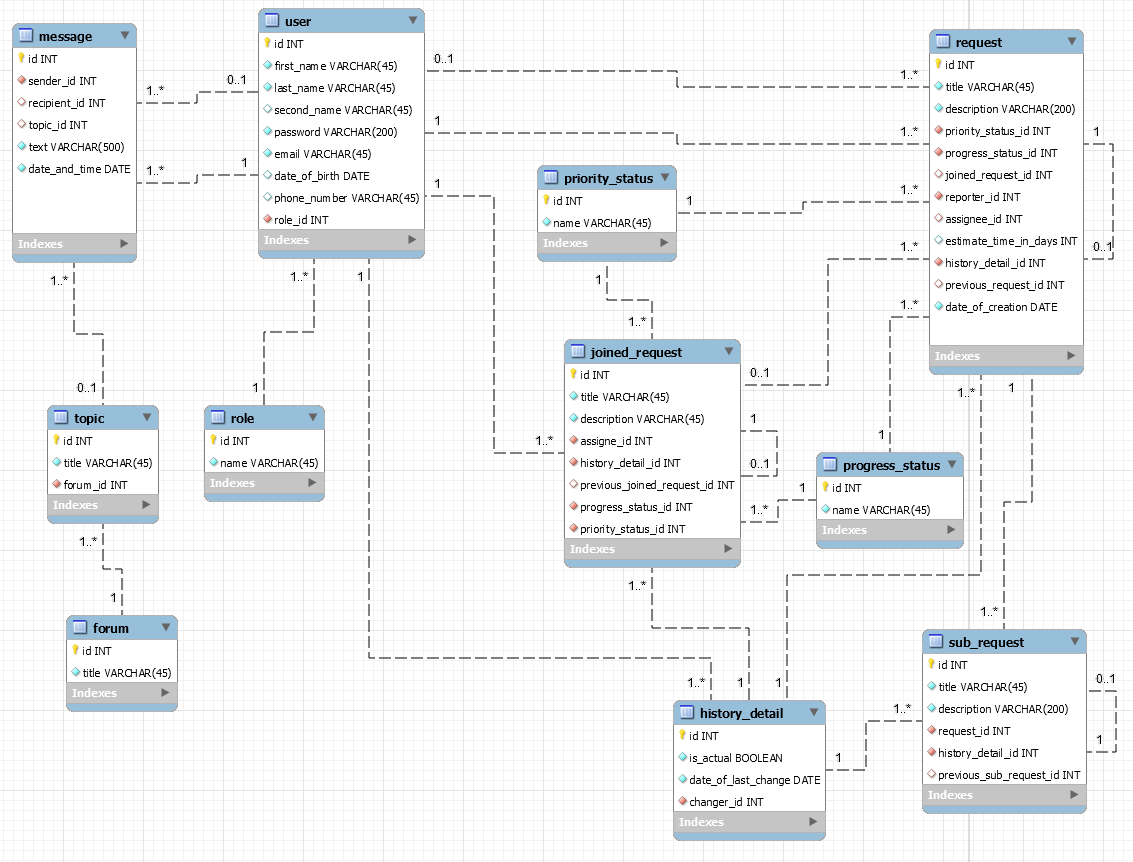 message
id INT
sender_id INT
recipient_id INT
topic_id INT
text VARCHAR(500)
date_and_time DATE
Indexes
user
id INT
first_name VARCHAR(45)
last_name VARCHAR(45)
second_name VARCHAR(45)
password VARCHAR(200)
email VARCHAR(45)
date_of_birth DATE
phone_number VARCHAR(45)
role_id INT
Indexes
request
id INT
title VARCHAR(45)
description VARCHAR(200)
priority_status_id INT
progress_status_id INT
joined_request_id INT
reporter_id INT
assignee_id INT
estimate_time_in_days INT
history_detail_id INT
previous_request_id INT
date_of_creation DATE
Indexes
priority_status
id INT
name VARCHAR(45)
Indexes
joined_request
id INT
title VARCHAR(45)
description VARCHAR(45)
assigne_id INT
history_detail_id INT
previous_joined_request_id INT
progress_status_id INT
priority_status_id INT
Indexes
topic
id INT
title VARCHAR(45)
forum_id INT
Indexes
role
id INT
name VARCHAR(45)
Indexes
progress_status
id INT
name VARCHAR(45)
Indexes
forum
id INT
title VARCHAR(45)
Indexes
history_detail
id INT
is_actual BOOLEAN
date_of_last_change DATE
changer_id INT
Indexes
sub_request
id INT
title VARCHAR(45)
description VARCHAR(200)
request_id INT
history_detail_id INT
previous_sub_request_id INT
Indexes
1..*
0..1
1..*
1
0..1
1..*
1
1..*
1
1..*
1
1..*
1
0..1
1..*
0..1
1..*
1
1
1..*
1..*
0..1
1..*
1
1..*
1
1
1..*
1
0..1
1
1..*
1..*
1
1..*
1
1
1..*
1
1..*
0..1
1